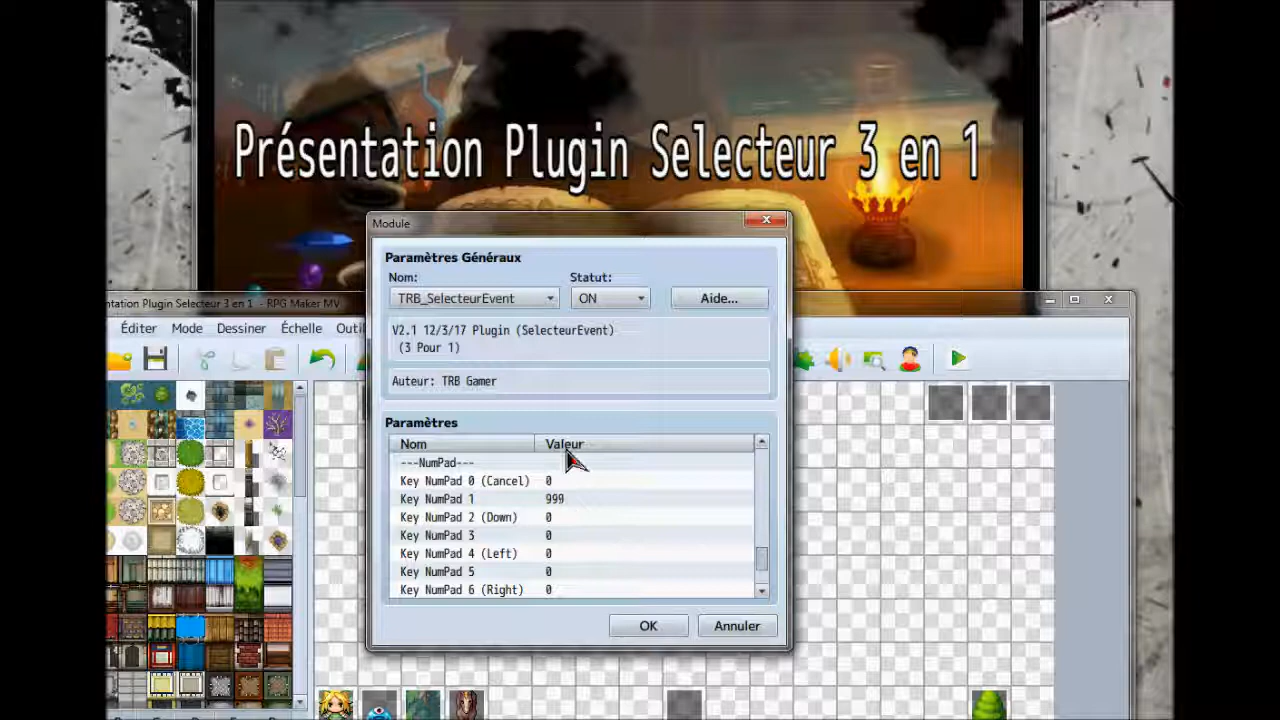 Présentation Plugin Selecteur 3 en 1
Module
Paramètres Généraux
Nom:
Statut:
TRB_SelecteurEvent
ON
Aide...
V2.1 12/3/17 Plugin (SelecteurEvent)
(3 Pour 1)
Auteur: TRB Gamer
Paramètres
Nom
Valeur
---NumPad---
Key NumPad 0 (Cancel) 0
Key NumPad 1 999
Key NumPad 2 (Down) 0
Key NumPad 3 0
Key NumPad 4 (Left) 0
Key NumPad 5 0
Key NumPad 6 (Right) 0
OK
Annuler
ntation Plugin Selecteur 3 en 1 - RPG Maker MV
Éditer Mode Dessiner Échelle Outi